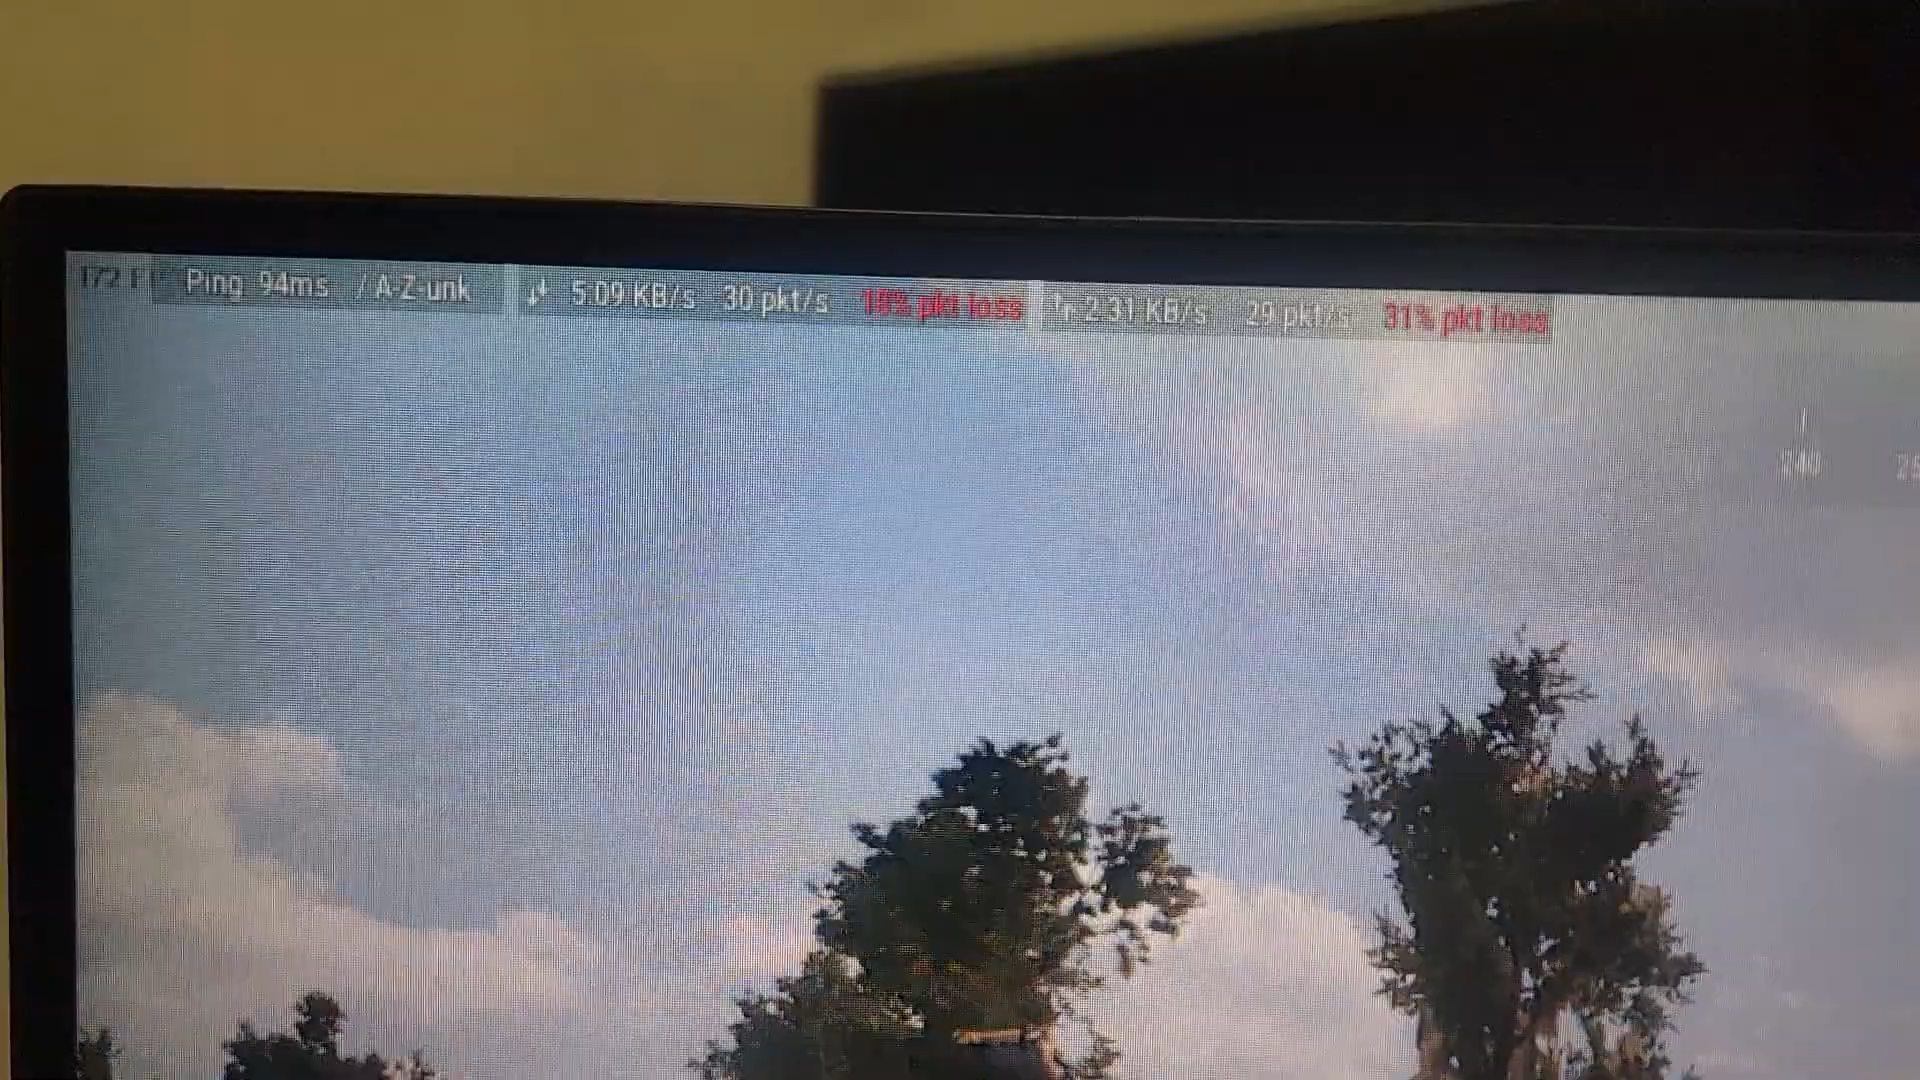 172 Ping 94ms / A-Z-unk 5.09 KB/s 30 pkt/s pkt loss 2.31 KB/s 29 pkt/s 31% pkt loss
240